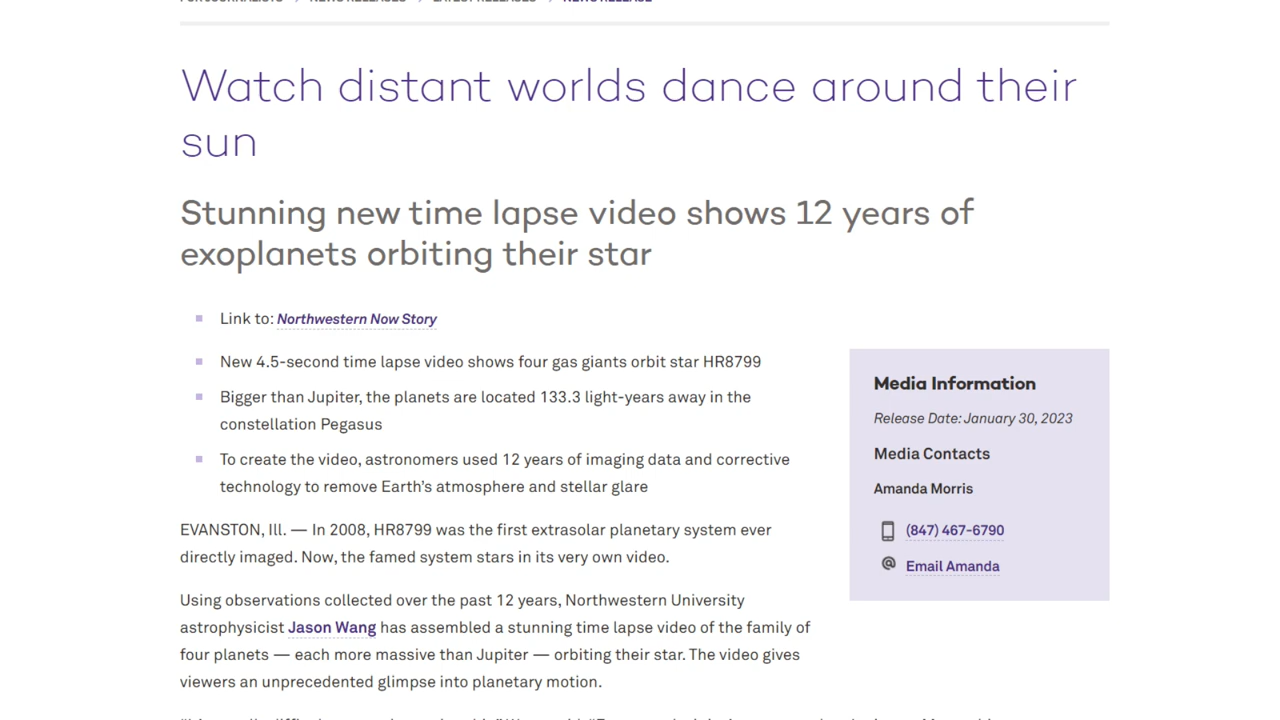 FOR JOURNALISTS > NEWS RELEASES > LATEST RELEASES > NEWS RELEASE
Watch distant worlds dance around their
sun
Stunning new time lapse video shows 12 years of
exoplanets orbiting their star
Link to: Northwestern Now Story
New 4.5-second time lapse video shows four gas giants orbit star HR8799
Bigger than Jupiter, the planets are located 133.3 light-years away in the
constellation Pegasus
To create the video, astronomers used 12 years of imaging data and corrective
technology to remove Earth’s atmosphere and stellar glare
EVANSTON, Ill. — In 2008, HR8799 was the first extrasolar planetary system ever
directly imaged. Now, the famed system stars in its very own video.
Using observations collected over the past 12 years, Northwestern University
astrophysicist Jason Wang has assembled a stunning time lapse video of the family of
four planets — each more massive than Jupiter — orbiting their star. The video gives
viewers an unprecedented glimpse into planetary motion.
Media Information
Release Date: January 30, 2023
Media Contacts
Amanda Morris
(847) 467-6790
Email Amanda